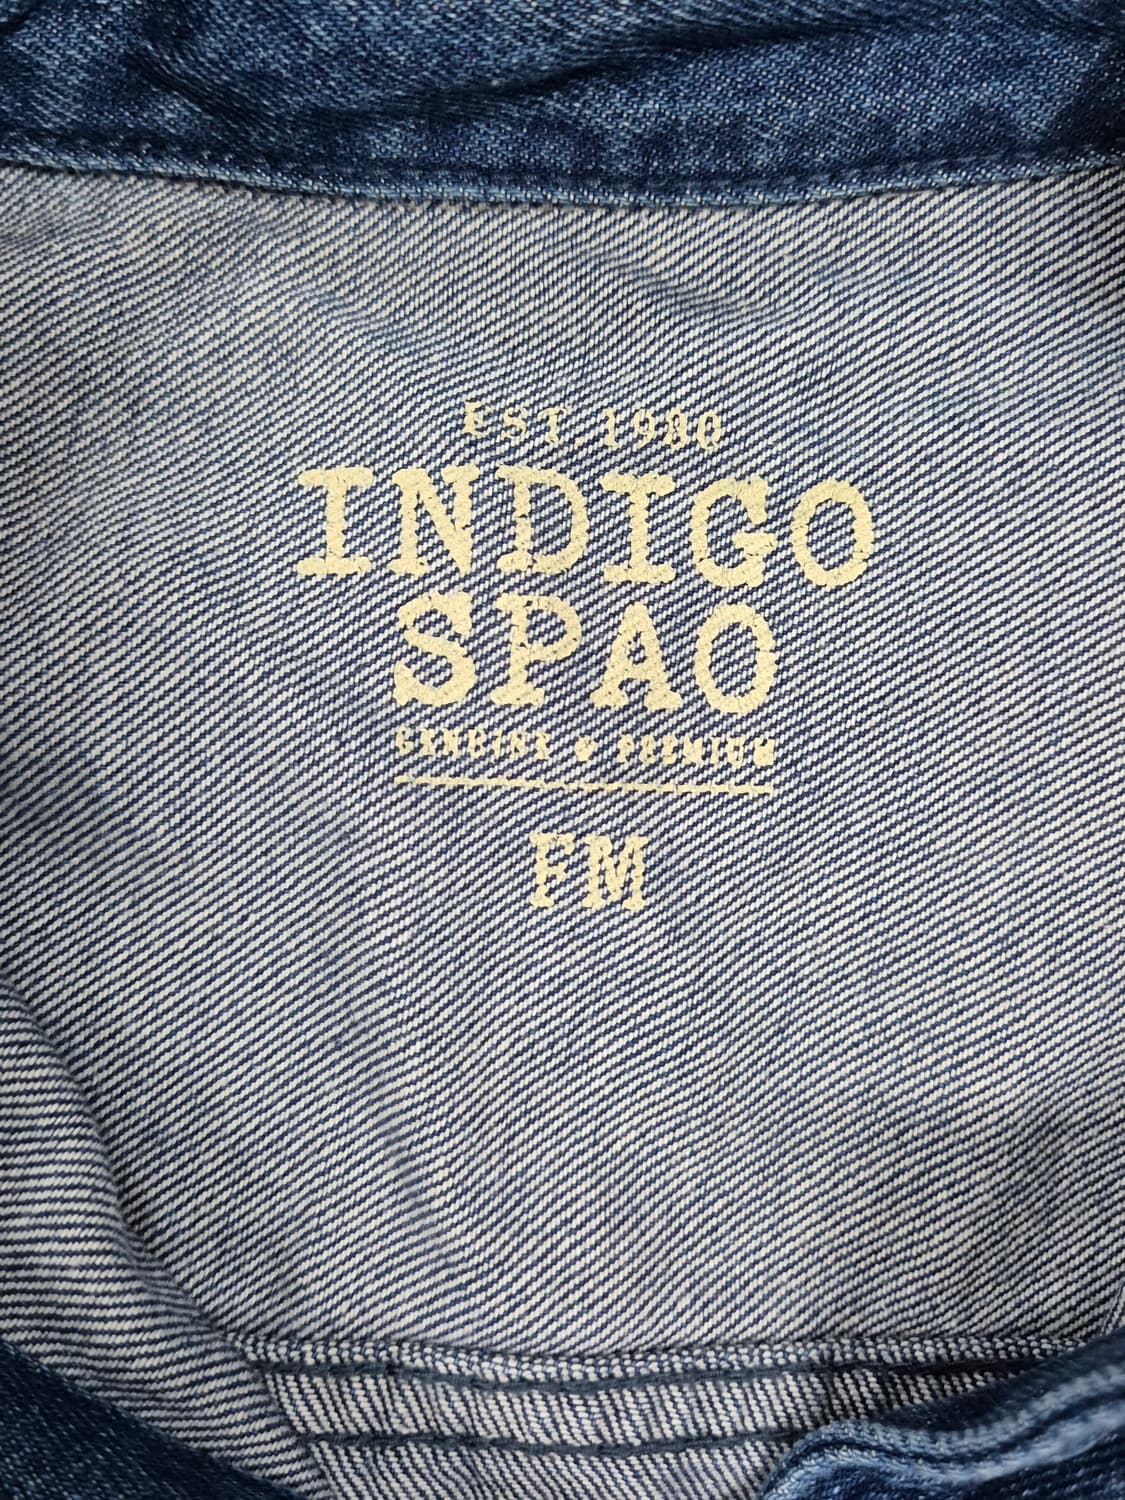 EST.1980
INDIGO
SPAO
GENUINE & PREMIUM
FM